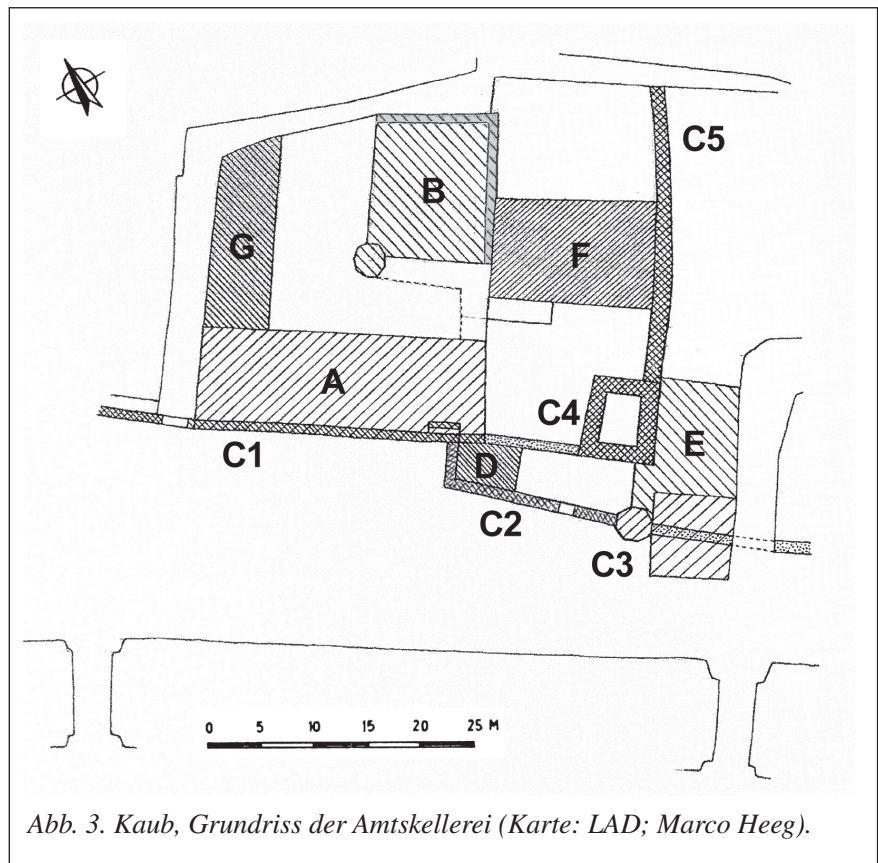 C5
B
G
F
A
C4
E
C1
D
C2
C3
0 5 10 15 20 25 M
Abb. 3. Kaub, Grundriss der Amtskellerei (Karte: LAD; Marco Heeg).